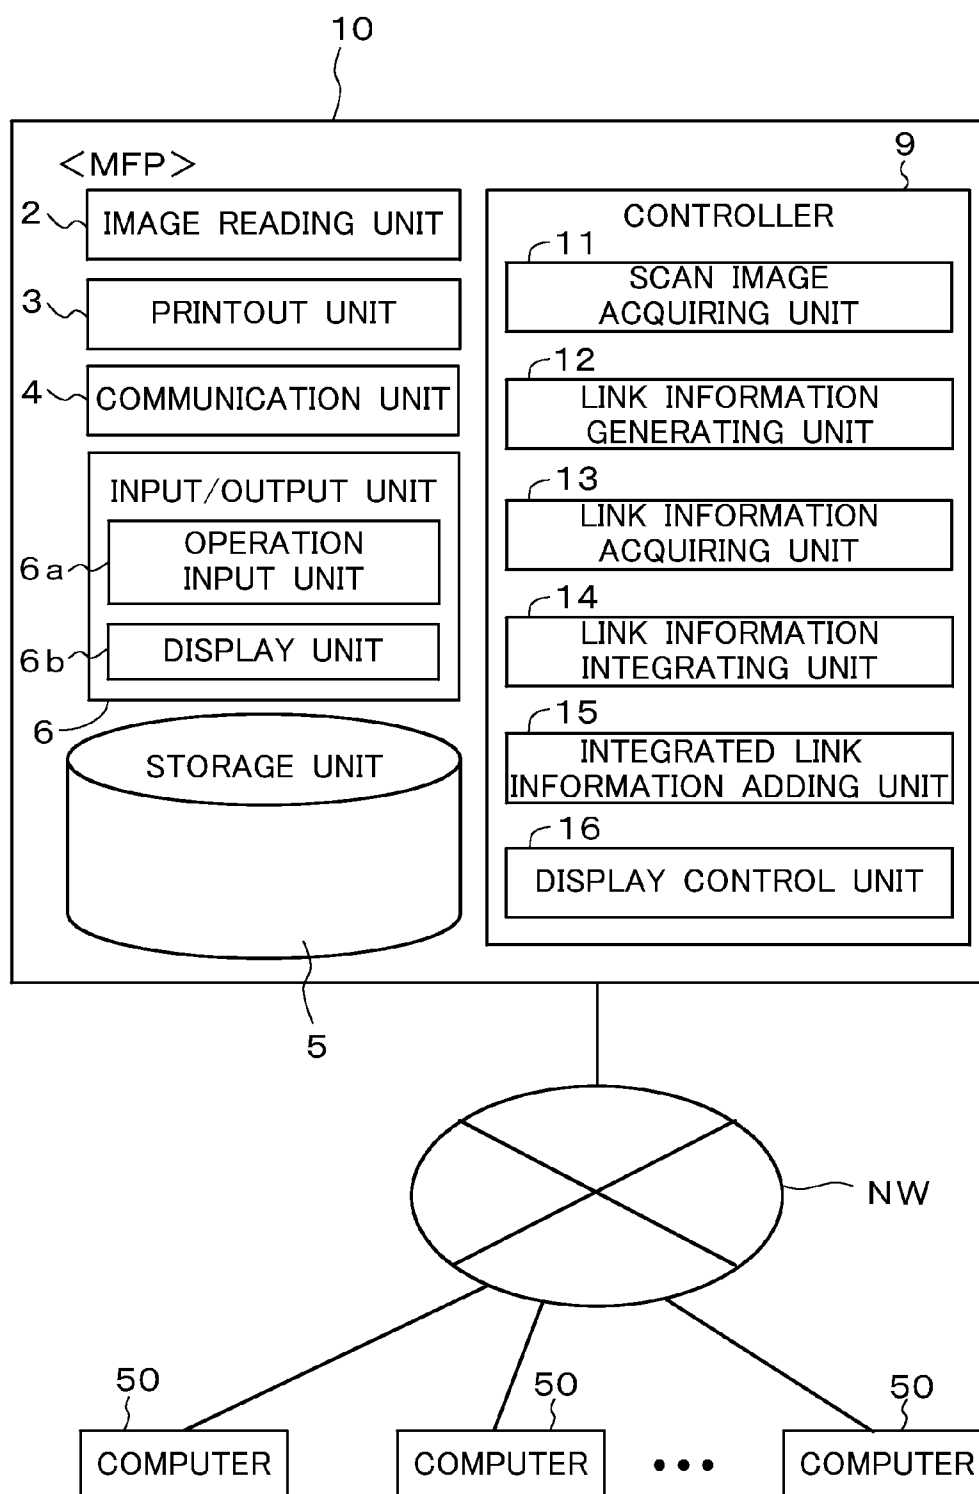 10
<MFP>
2
IMAGE READING UNIT
3
PRINTOUT UNIT
4
COMMUNICATION UNIT
INPUT/OUTPUT UNIT
6a
OPERATION
INPUT UNIT
6b
DISPLAY UNIT
6
STORAGE UNIT
5
9
CONTROLLER
11
SCAN IMAGE
ACQUIRING UNIT
12
LINK INFORMATION
GENERATING UNIT
13
LINK INFORMATION
ACQUIRING UNIT
14
LINK INFORMATION
INTEGRATING UNIT
15
INTEGRATED LINK
INFORMATION ADDING UNIT
16
DISPLAY CONTROL UNIT
NW
50
COMPUTER
50
COMPUTER
•••
50
COMPUTER